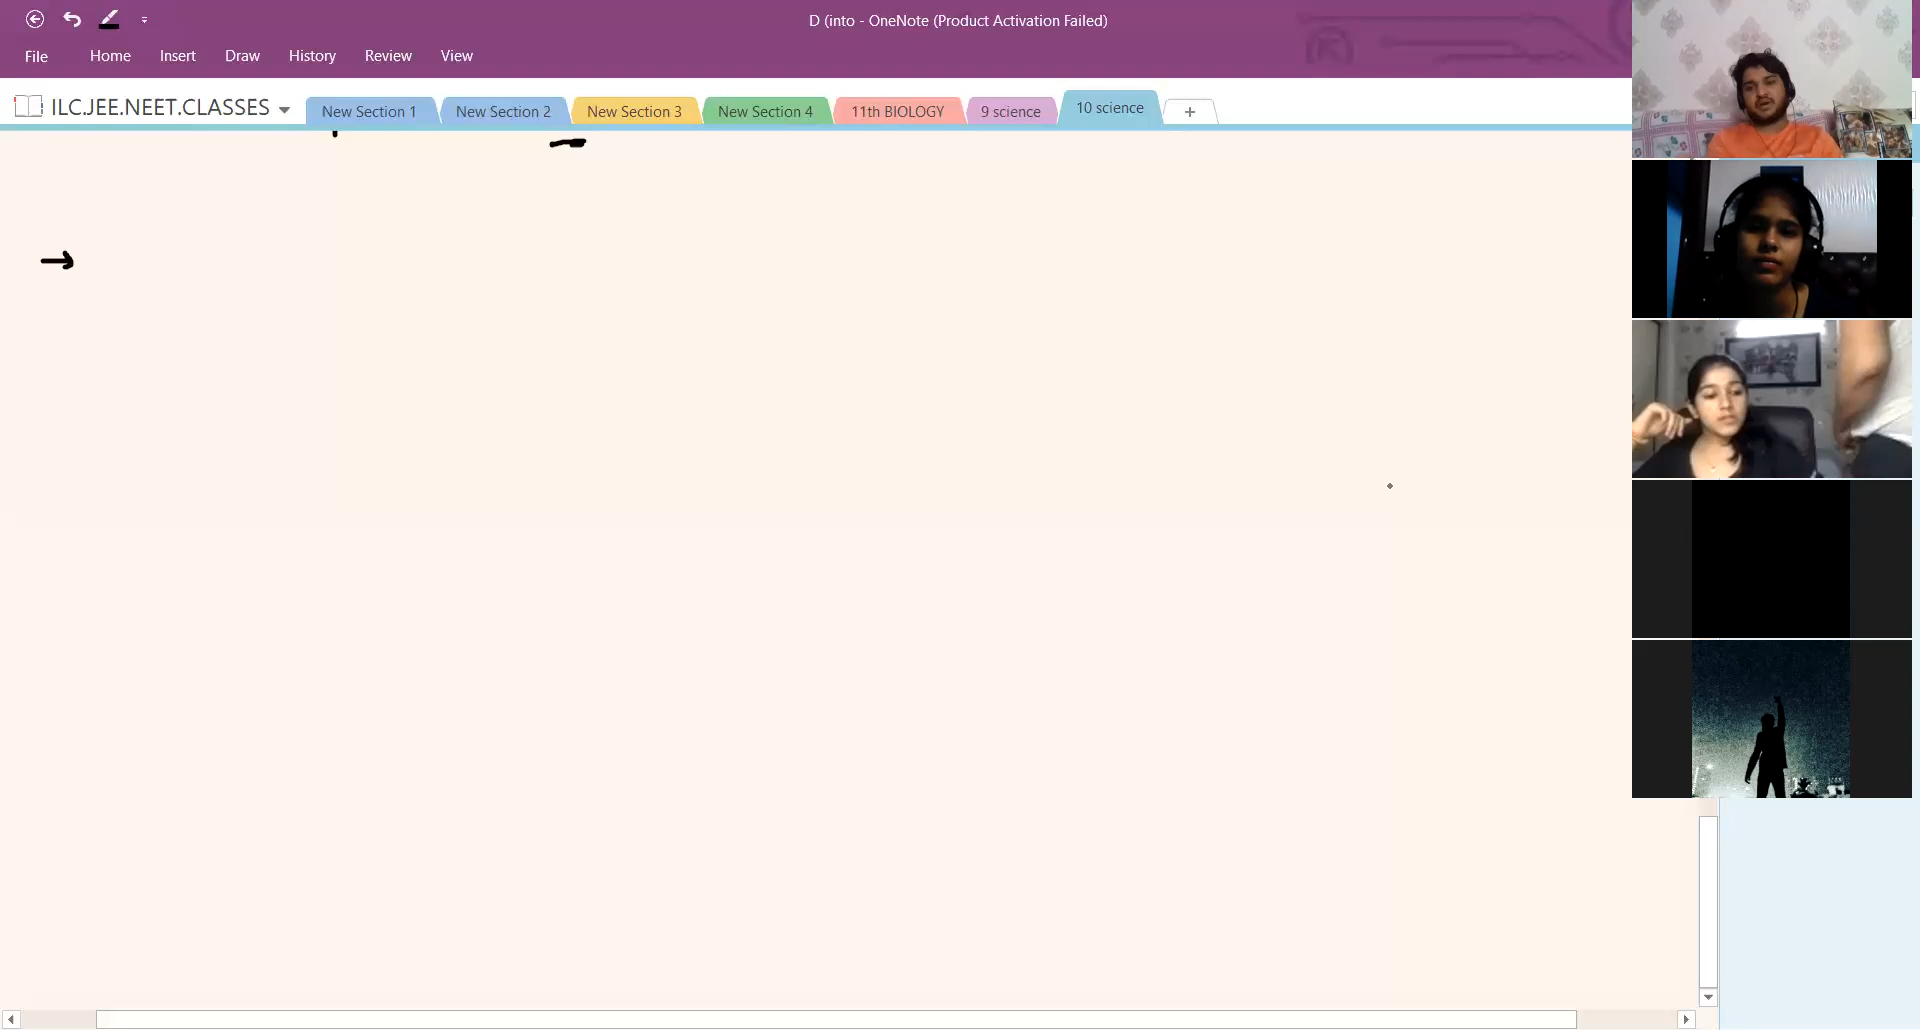 D (into - OneNote (Product Activation Failed)
File Home Insert Draw History Review View
ILC.JEE.NEET.CLASSES New Section 1 New Section 2 New Section 3 New Section 4 11th BIOLOGY 9 science 10 science +